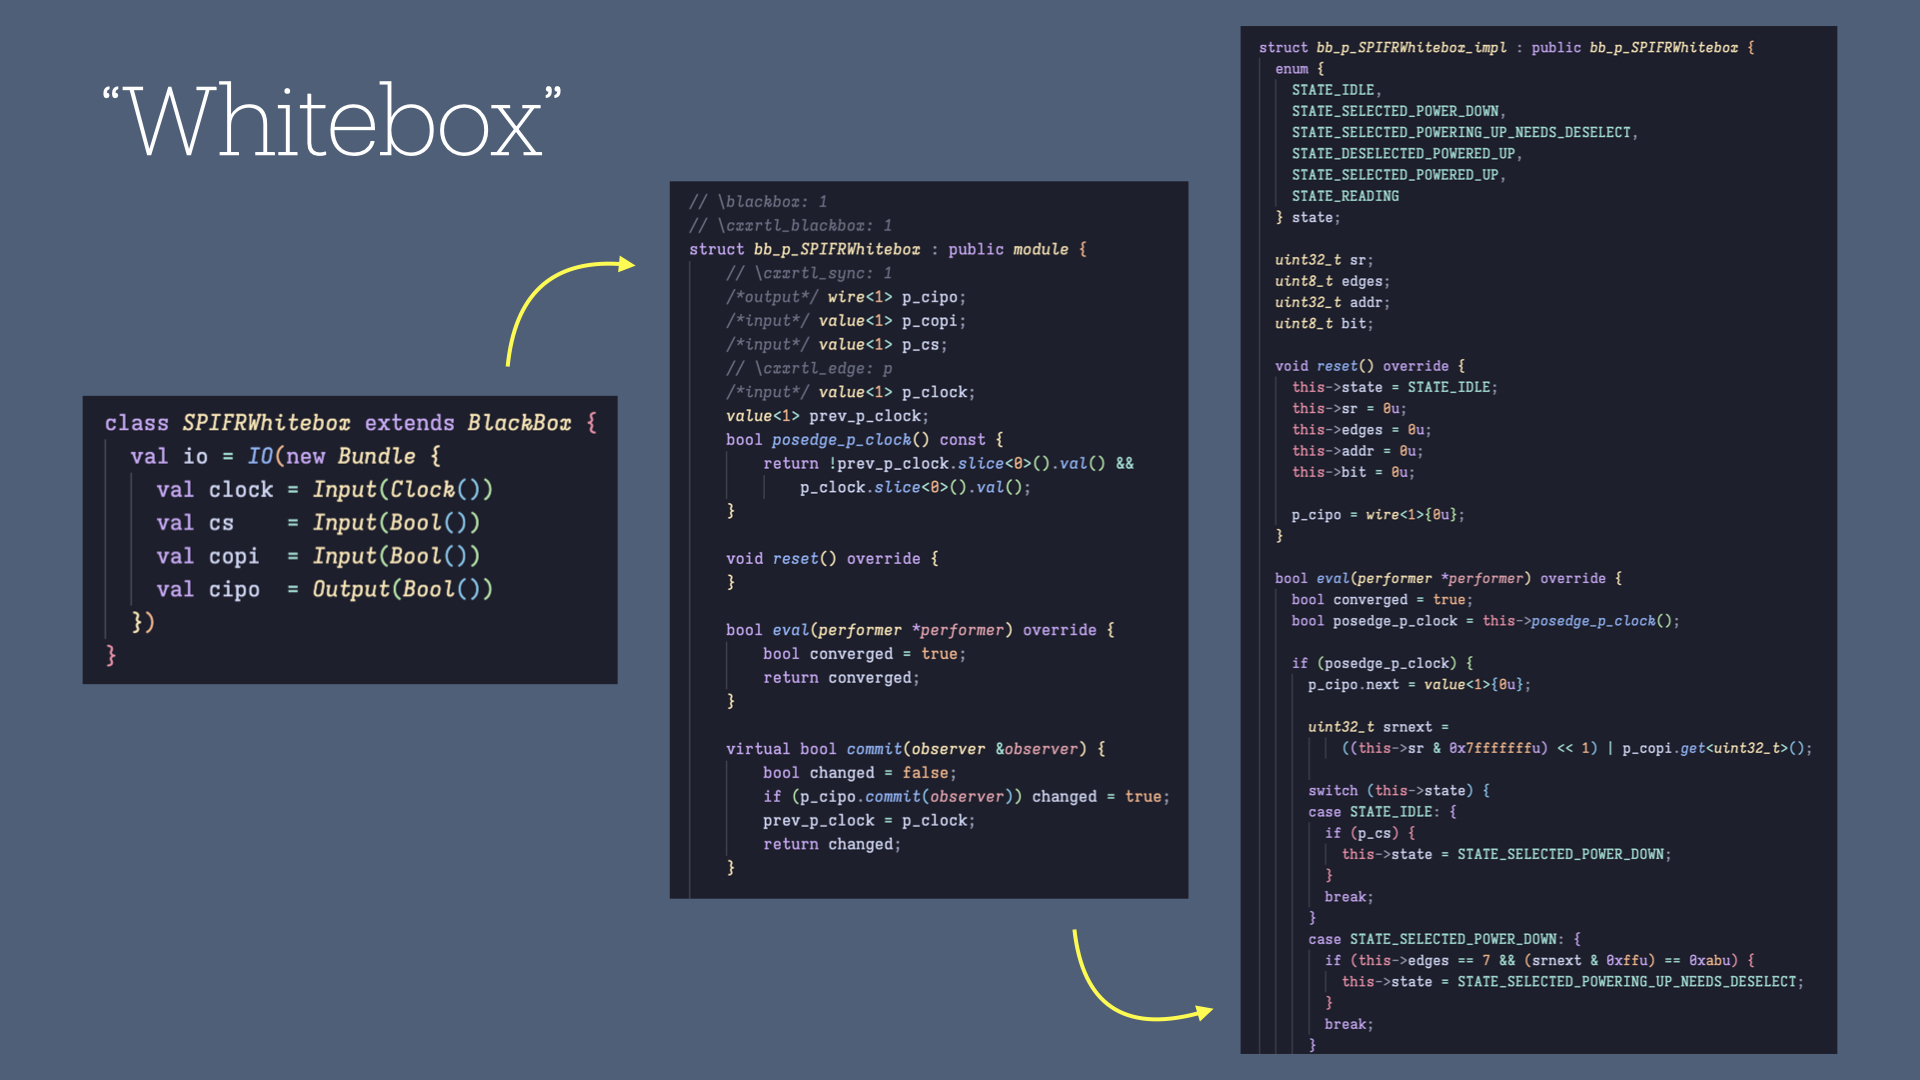 “Whitebox”
class SPIFRWhitebox extends BlackBox {
  val io = IO(new Bundle {
    val clock = Input(Clock())
    val cs    = Input(Bool())
    val copi  = Input(Bool())
    val cipo  = Output(Bool())
  })
}
// \blackbox: 1
// \cxxrtl_blackbox: 1
struct bb_p_SPIFRWhitebox : public module {
    // \cxxrtl_sync: 1
    /*output*/ wire<1> p_cipo;
    /*input*/ value<1> p_copi;
    /*input*/ value<1> p_cs;
    // \cxxrtl_edge: p
    /*input*/ value<1> p_clock;
    value<1> prev_p_clock;
    bool posedge_p_clock() const {
        return !prev_p_clock.slice<0>().val() &&
            p_clock.slice<0>().val();
    }
    void reset() override {
    }
    bool eval(performer *performer) override {
        bool converged = true;
        return converged;
    }
    virtual bool commit(observer &observer) {
        bool changed = false;
        if (p_cipo.commit(observer)) changed = true;
        prev_p_clock = p_clock;
        return changed;
    }
struct bb_p_SPIFRWhitebox_impl : public bb_p_SPIFRWhitebox {
  enum {
    STATE_IDLE,
    STATE_SELECTED_POWER_DOWN,
    STATE_SELECTED_POWERING_UP_NEEDS_DESELECT,
    STATE_DESELECTED_POWERED_UP,
    STATE_SELECTED_POWERED_UP,
    STATE_READING
  } state;
  uint32_t sr;
  uint8_t edges;
  uint32_t addr;
  uint8_t bit;
  void reset() override {
    this->state = STATE_IDLE;
    this->sr = 0u;
    this->edges = 0u;
    this->addr = 0u;
    this->bit = 0u;
    p_cipo = wire<1>{0u};
  }
  bool eval(performer *performer) override {
    bool converged = true;
    bool posedge_p_clock = this->posedge_p_clock();
    if (posedge_p_clock) {
      p_cipo.next = value<1>{0u};
      uint32_t srnext =
          ((this->sr & 0x7fffffffu) << 1) | p_copi.get<uint32_t>();
      switch (this->state) {
      case STATE_IDLE: {
        if (p_cs) {
          this->state = STATE_SELECTED_POWER_DOWN;
        }
        break;
      }
      case STATE_SELECTED_POWER_DOWN: {
        if (this->edges == 7 && (srnext & 0xffu) == 0xabu) {
          this->state = STATE_SELECTED_POWERING_UP_NEEDS_DESELECT;
        }
        break;
      }